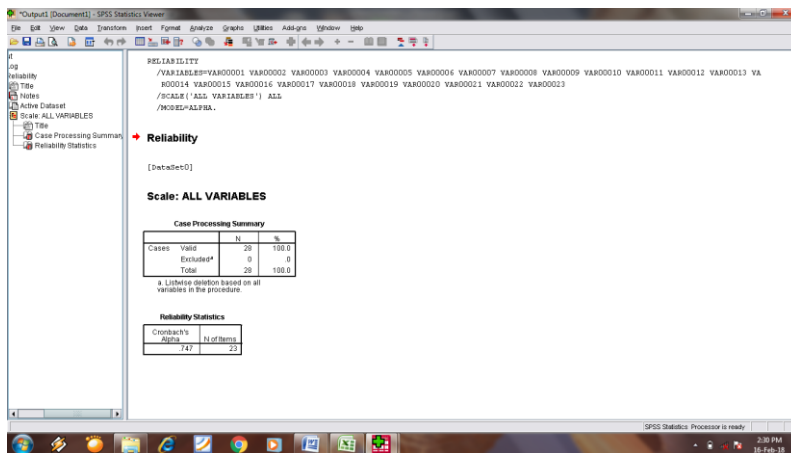 *Output1 [Document1] - SPSS Statistics Viewer
File Edit View Data Transform Insert Format Analyze Graphs Utilities Add-ons Window Help
Reliability
Title
Notes
Active Dataset
Scale: ALL VARIABLES
Title
Case Processing Summary
Reliability Statistics
RELIABILITY
/VARIABLES=VAR00001 VAR00002 VAR00003 VAR00004 VAR00005 VAR00006 VAR00007 VAR00008 VAR00009 VAR00010 VAR00011 VAR00012 VAR00013 VA
R00014 VAR00015 VAR00016 VAR00017 VAR00018 VAR00019 VAR00020 VAR00021 VAR00022 VAR00023
/SCALE('ALL VARIABLES') ALL
/MODEL=ALPHA.
Reliability
[DataSet0]
Scale: ALL VARIABLES
Case Processing Summary
N %
Cases Valid 28 100.0
Excludedª 0 .0
Total 28 100.0
a. Listwise deletion based on all
variables in the procedure.
Reliability Statistics
Cronbach's
Alpha N of Items
.747 23
SPSS Statistics Processor is ready
2:30 PM
16-Feb-18